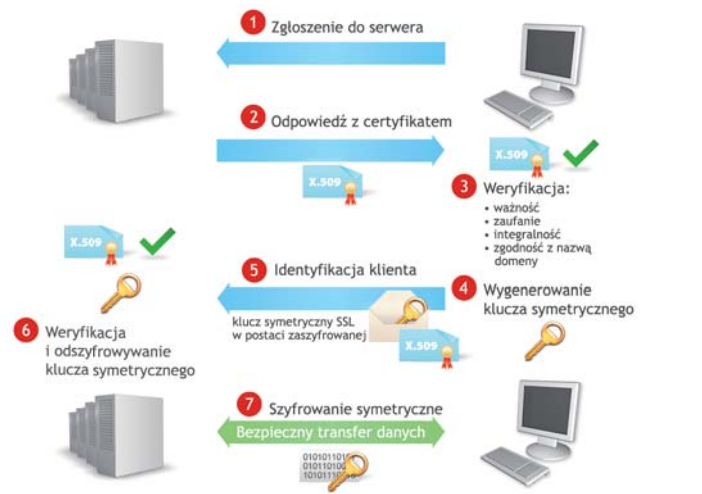 1 Zgłoszenie do serwera
2 Odpowiedź z certyfikatem
X.509
X.509
3 Weryfikacja:
• ważność
• zaufanie
• integralność
• zgodność z nazwą
domeny
4 Wygenerowanie
klucza symetrycznego
5 Identyfikacja klienta
klucz symetryczny SSL
w postaci zaszyfrowanej
X.509
X.509
6 Weryfikacja
i odszyfrowywanie
klucza symetrycznego
7 Szyfrowanie symetryczne
Bezpieczny transfer danych